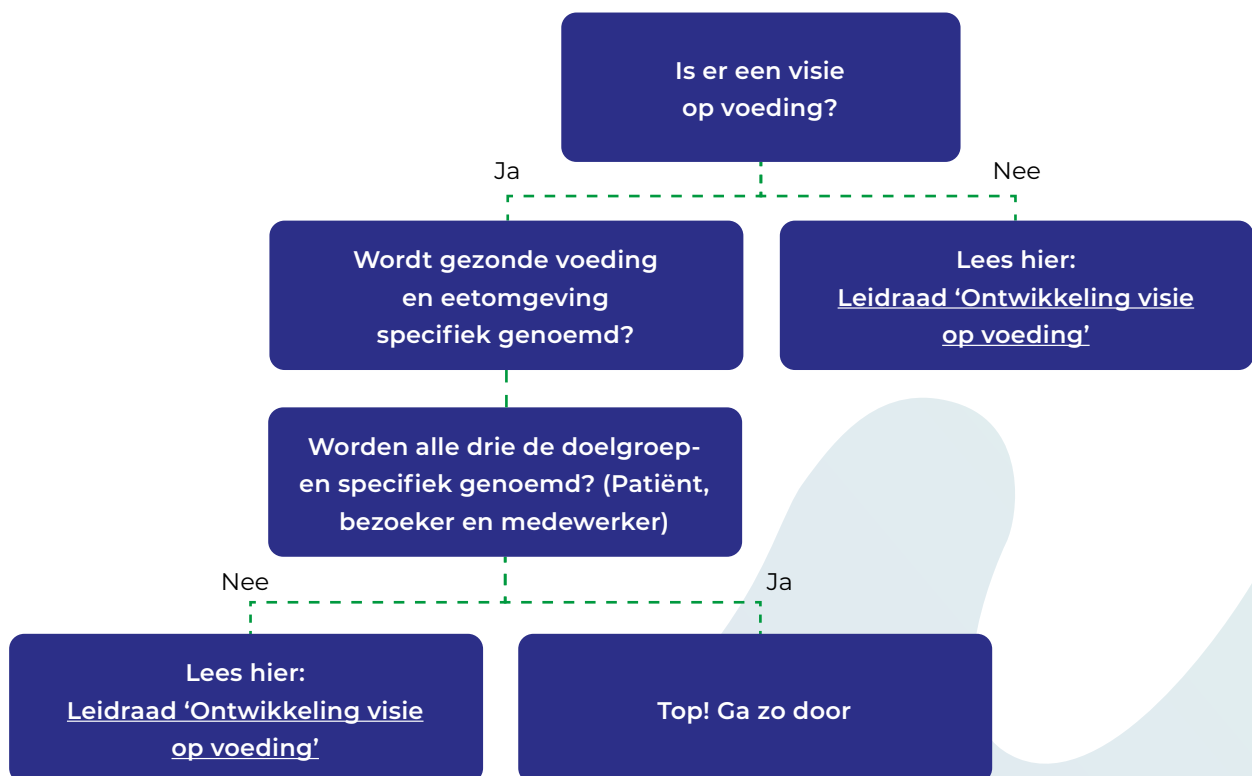 Is er een visie
op voeding?
Ja
Nee
Wordt gezonde voeding
en eetomgeving
specifiek genoemd?
Lees hier:
Leidraad ‘Ontwikkeling visie
op voeding’
Worden alle drie de doelgroep-
en specifiek genoemd? (Patiënt,
bezoeker en medewerker)
Nee
Ja
Lees hier:
Leidraad ‘Ontwikkeling visie
op voeding’
Top! Ga zo door